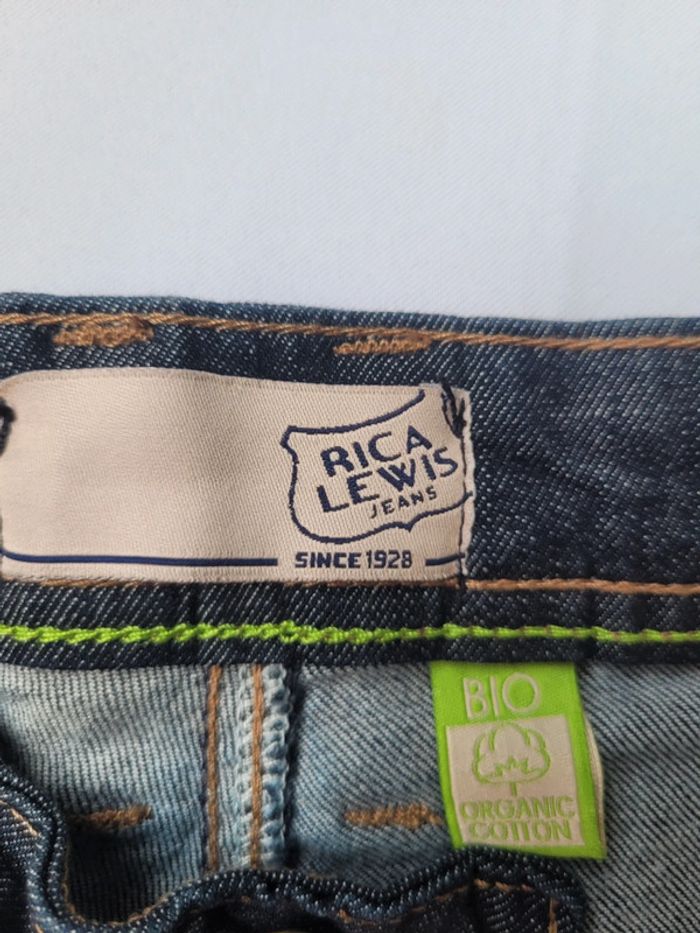 RICA
LEWIS
JEANS
SINCE 1928
BIO
ORGANIC
COTTON